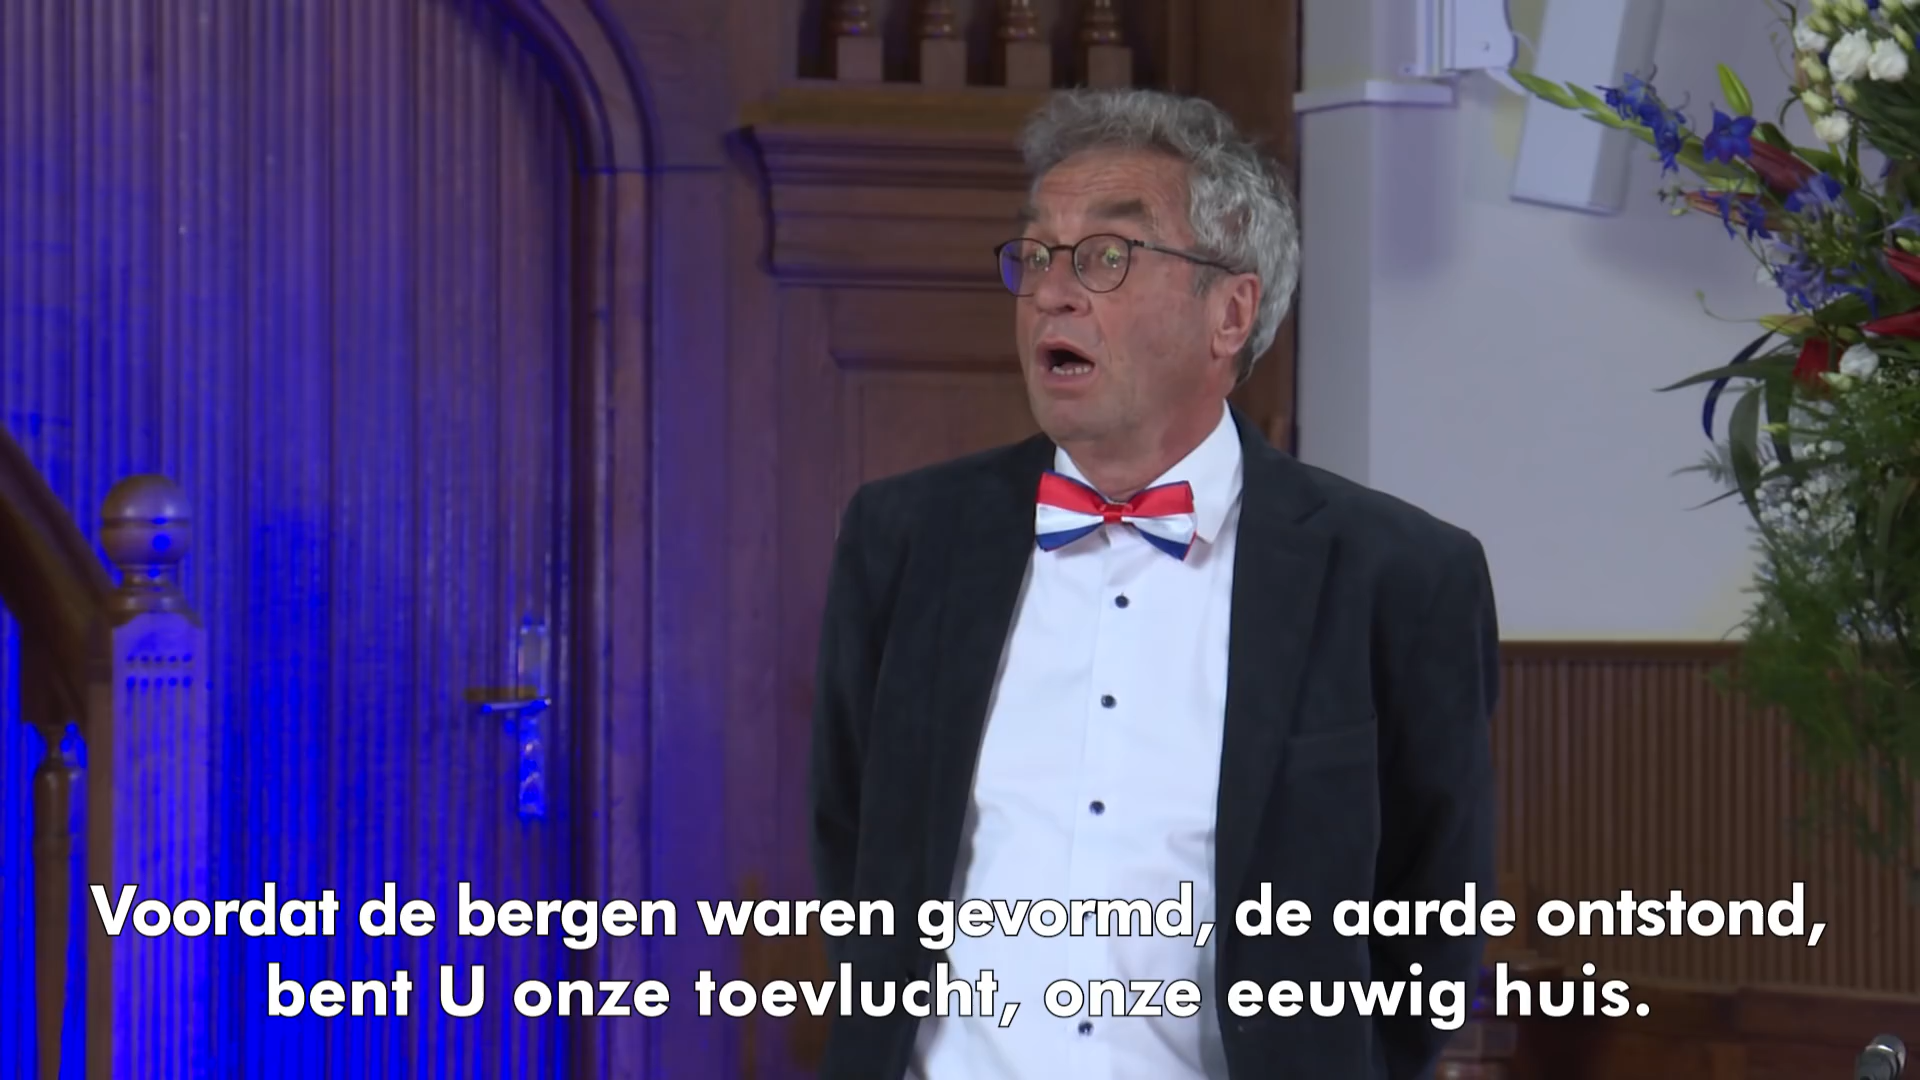 Voordat de bergen waren gevormd, de aarde ontstond,
bent U onze toevlucht, onze eeuwig huis.